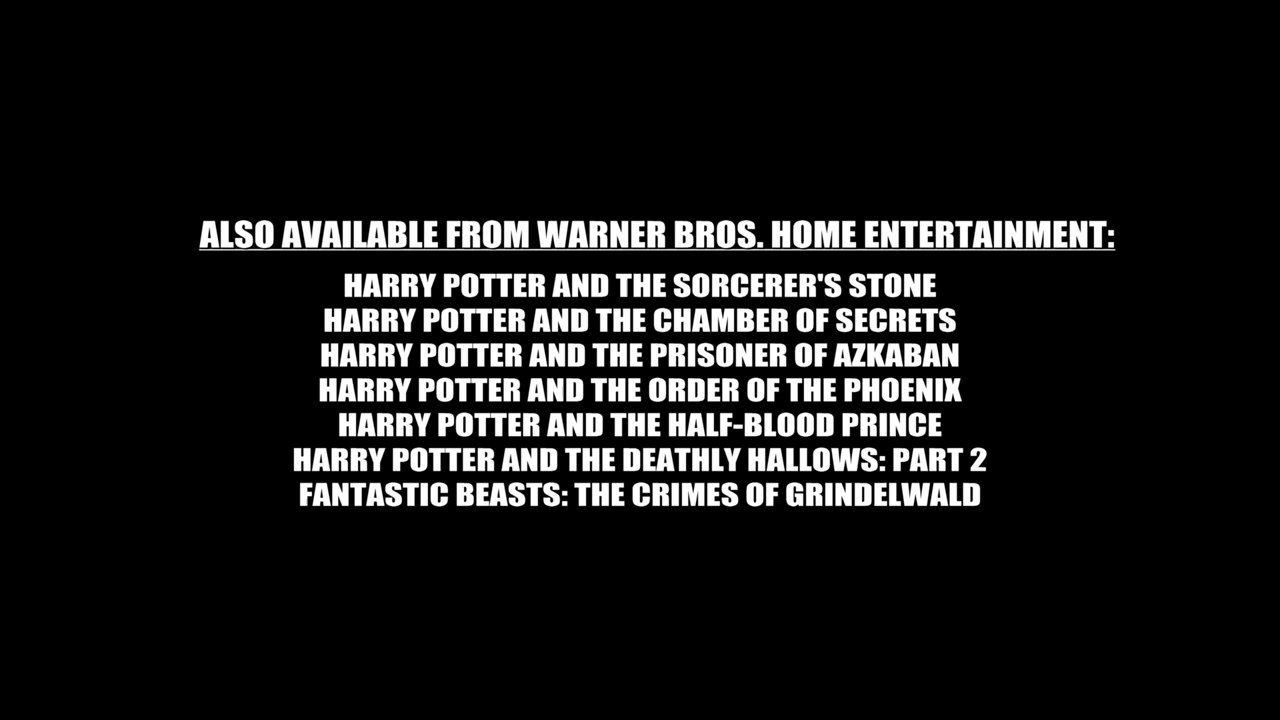 ALSO AVAILABLE FROM WARNER BROS. HOME ENTERTAINMENT:
HARRY POTTER AND THE SORCERER'S STONE
HARRY POTTER AND THE CHAMBER OF SECRETS
HARRY POTTER AND THE PRISONER OF AZKABAN
HARRY POTTER AND THE ORDER OF THE PHOENIX
HARRY POTTER AND THE HALF-BLOOD PRINCE
HARRY POTTER AND THE DEATHLY HALLOWS: PART 2
FANTASTIC BEASTS: THE CRIMES OF GRINDELWALD